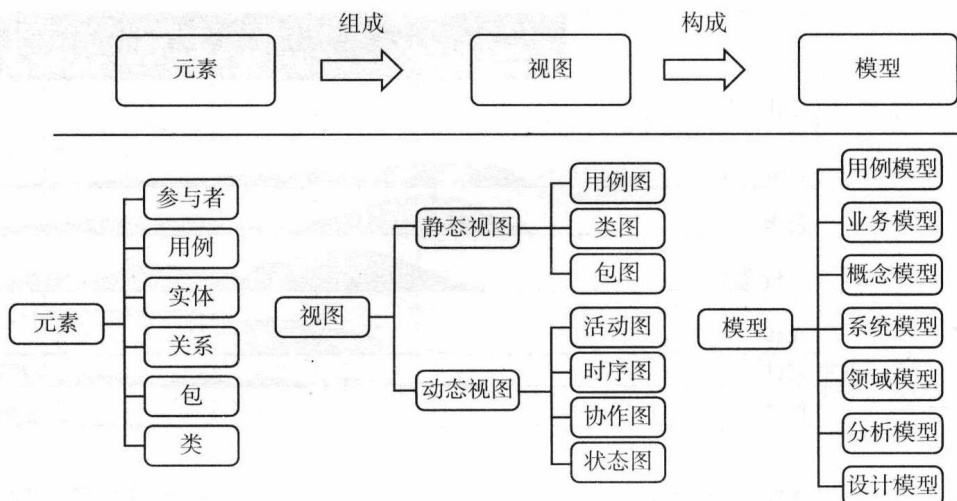 组成
构成
元素
视图
模型
元素
参与者
用例
实体
关系
包
类
视图
静态视图
用例图
类图
包图
动态视图
活动图
时序图
协作图
状态图
模型
用例模型
业务模型
概念模型
系统模型
领域模型
分析模型
设计模型